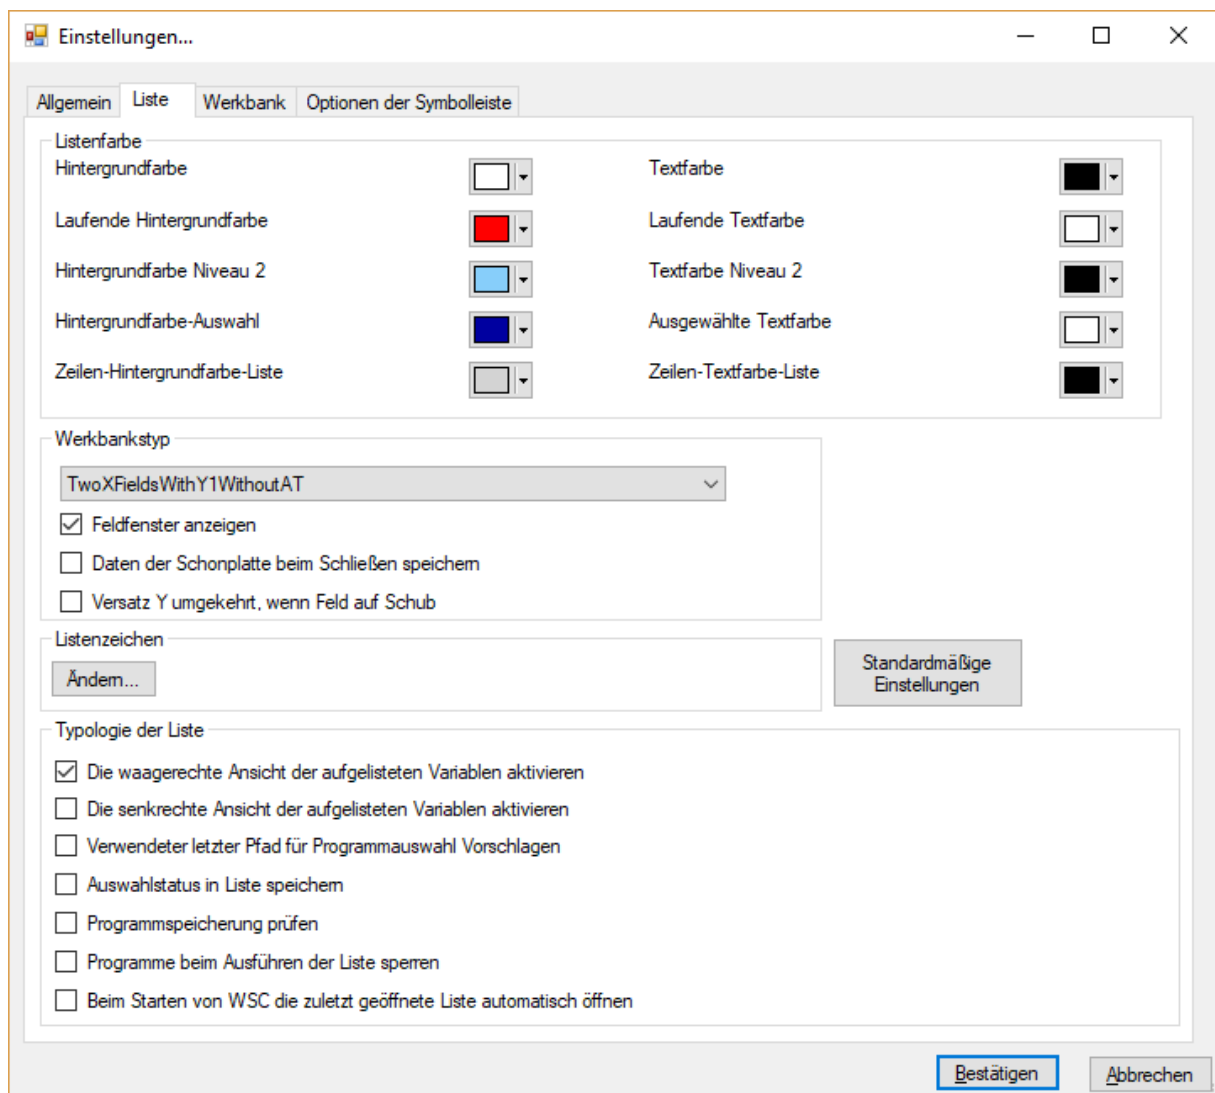 Einstellungen...
Allgemein Liste Werkbank Optionen der Symbolleiste
Listenfarbe
Hintergrundfarbe Textfarbe
Laufende Hintergrundfarbe Laufende Textfarbe
Hintergrundfarbe Niveau 2 Textfarbe Niveau 2
Hintergrundfarbe-Auswahl Ausgewählte Textfarbe
Zeilen-Hintergrundfarbe-Liste Zeilen-Textfarbe-Liste
Werkbankstyp
TwoXFieldsWithY1WithoutAT
Feldfenster anzeigen
Daten der Schonplatte beim Schließen speichern
Versatz Y umgekehrt, wenn Feld auf Schub
Listenzeichen
Ändern...
Standardmäßige
Einstellungen
Typologie der Liste
Die waagerechte Ansicht der aufgelisteten Variablen aktivieren
Die senkrechte Ansicht der aufgelisteten Variablen aktivieren
Verwendeter letzter Pfad für Programmauswahl Vorschlagen
Auswahlstatus in Liste speichern
Programmspeicherung prüfen
Programme beim Ausführen der Liste sperren
Beim Starten von WSC die zuletzt geöffnete Liste automatisch öffnen
Bestätigen Abbrechen